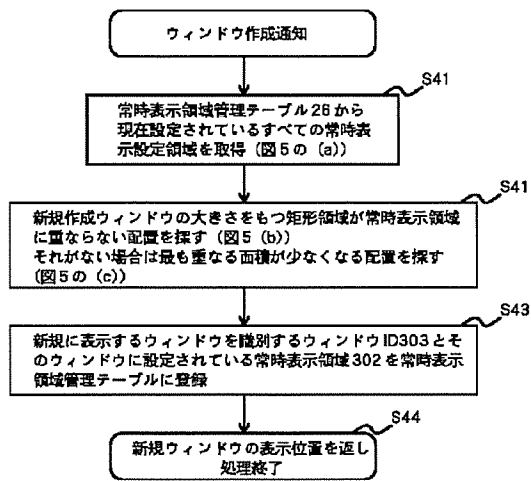 ウィンドウ作成通知
S41
常時表示領域管理テーブル26から
現在設定されているすべての常時表
示設定領域を取得(図5の(a))
S41
新規作成ウィンドウの大きさをもつ矩形領域が常時表示領域
に重ならない配置を探す(図5(b))
それがない場合は最も重なる面積が少なくなる配置を探す
(図5の(c))
S43
新規に表示するウィンドウを識別するウィンドウID303とそ
のウィンドウに設定されている常時表示領域302を常時表示
領域管理テーブルに登録
S44
新規ウィンドウの表示位置を返し
処理終了